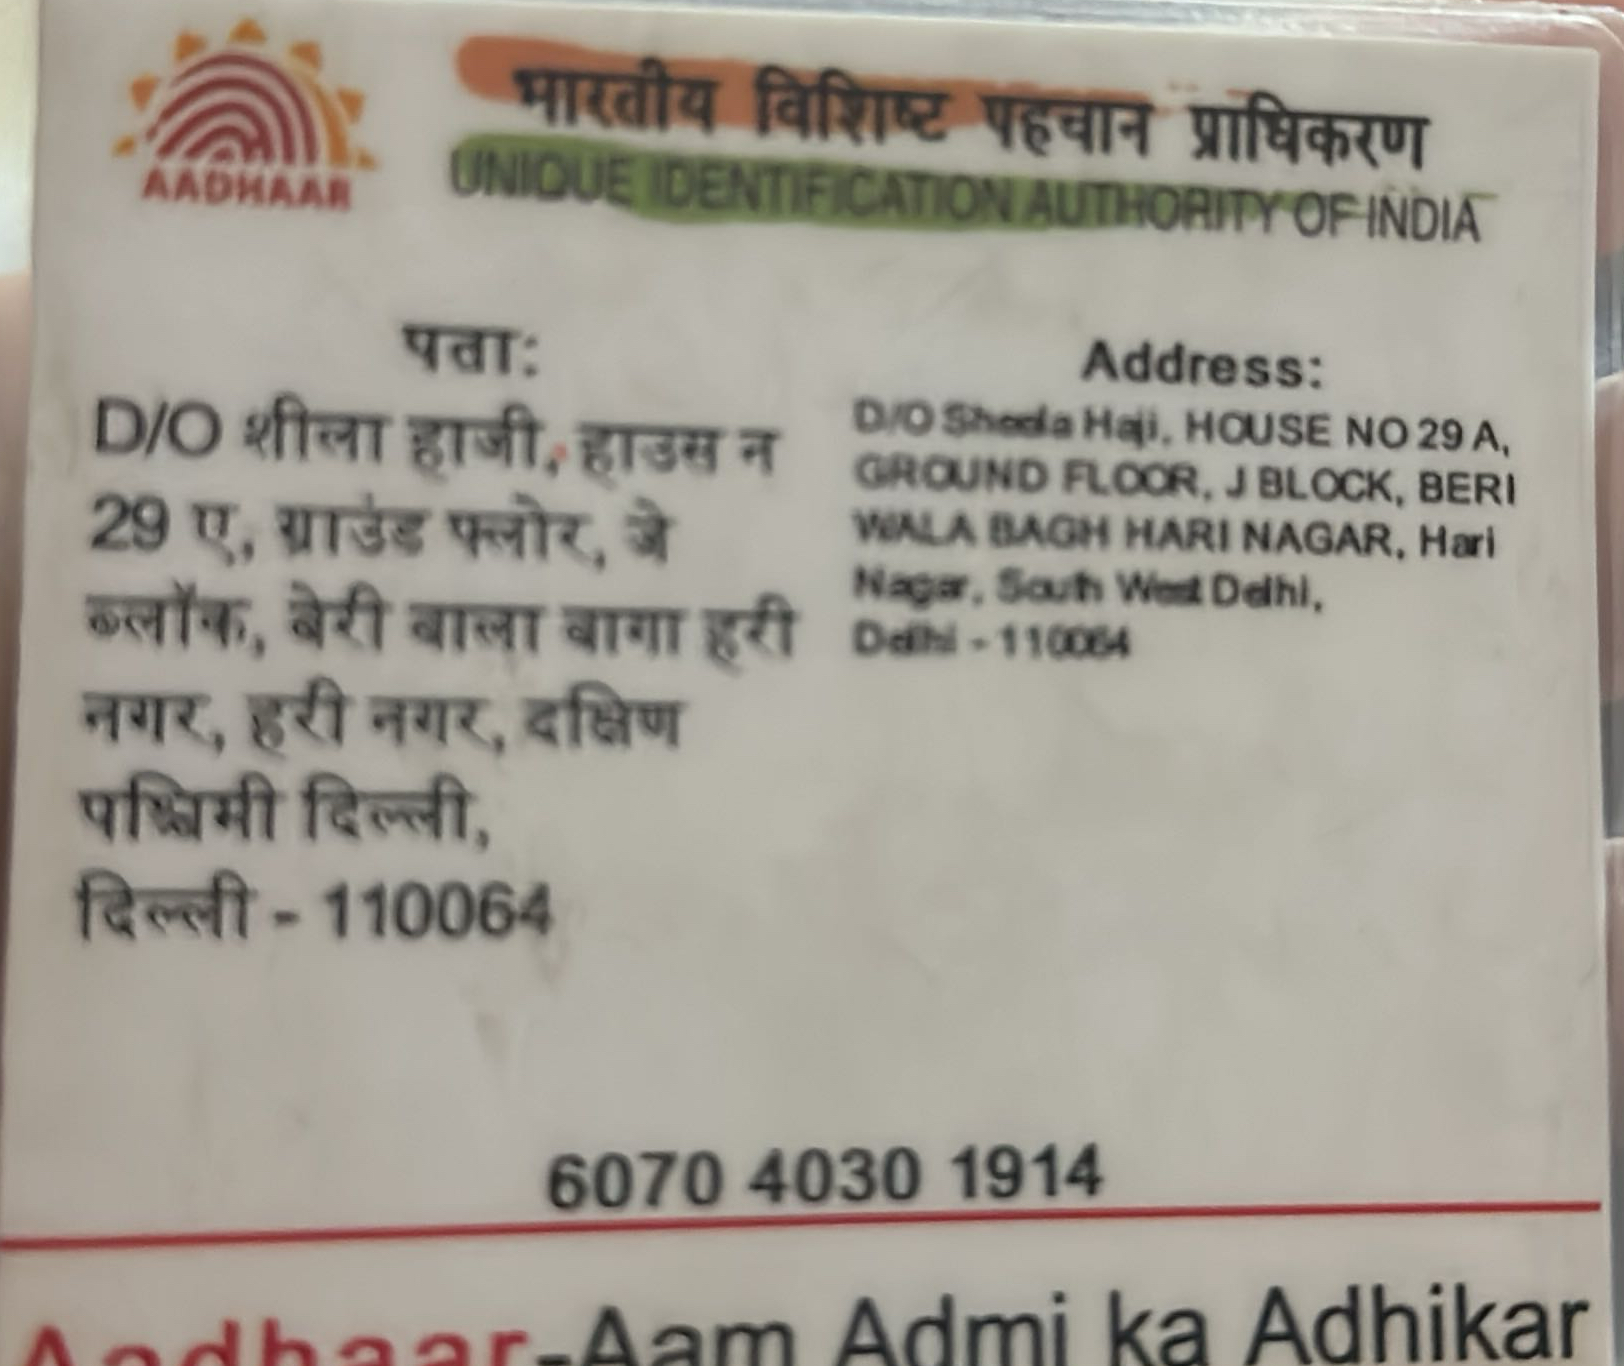 AADHAAR
भारतीय विशिष्ट पहचान प्राधिकरण
UNIQUE IDENTIFICATION AUTHORITY OF INDIA
पता:
D/O शीला हाजी, हाउस न
29 ए, ग्राउंड फ्लोर, जे
ब्लॉक, बेरी वाला बागा हरी
नगर, हरी नगर, दक्षिण
पश्चिमी दिल्ली,
दिल्ली - 110064
Address:
D/O Sheela Haji, HOUSE NO 29 A,
GROUND FLOOR, J BLOCK, BERI
WALA BAGH HARI NAGAR, Hari
Nagar, South West Delhi,
Delhi - 110064
6070 4030 1914
Aadhaar-Aam Admi ka Adhikar